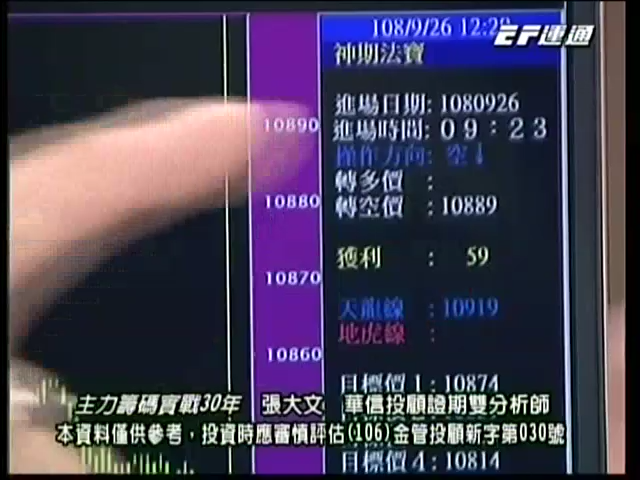 108/9/26 12:29
EF運通
神期法寶
進場日期: 1080926
進場時間: 09:23
操作方向: 空↓
轉多價 :
轉空價 :10889
獲利 : 59
天龍線 :10919
地虎線 :
目標價1:10874
目標價4:10814
10890
10880
10870
10860
主力籌碼實戰30年 張大文 華信投顧證期雙分析師
本資料僅供參考，投資時應審慎評估(106)金管投顧新字第030號